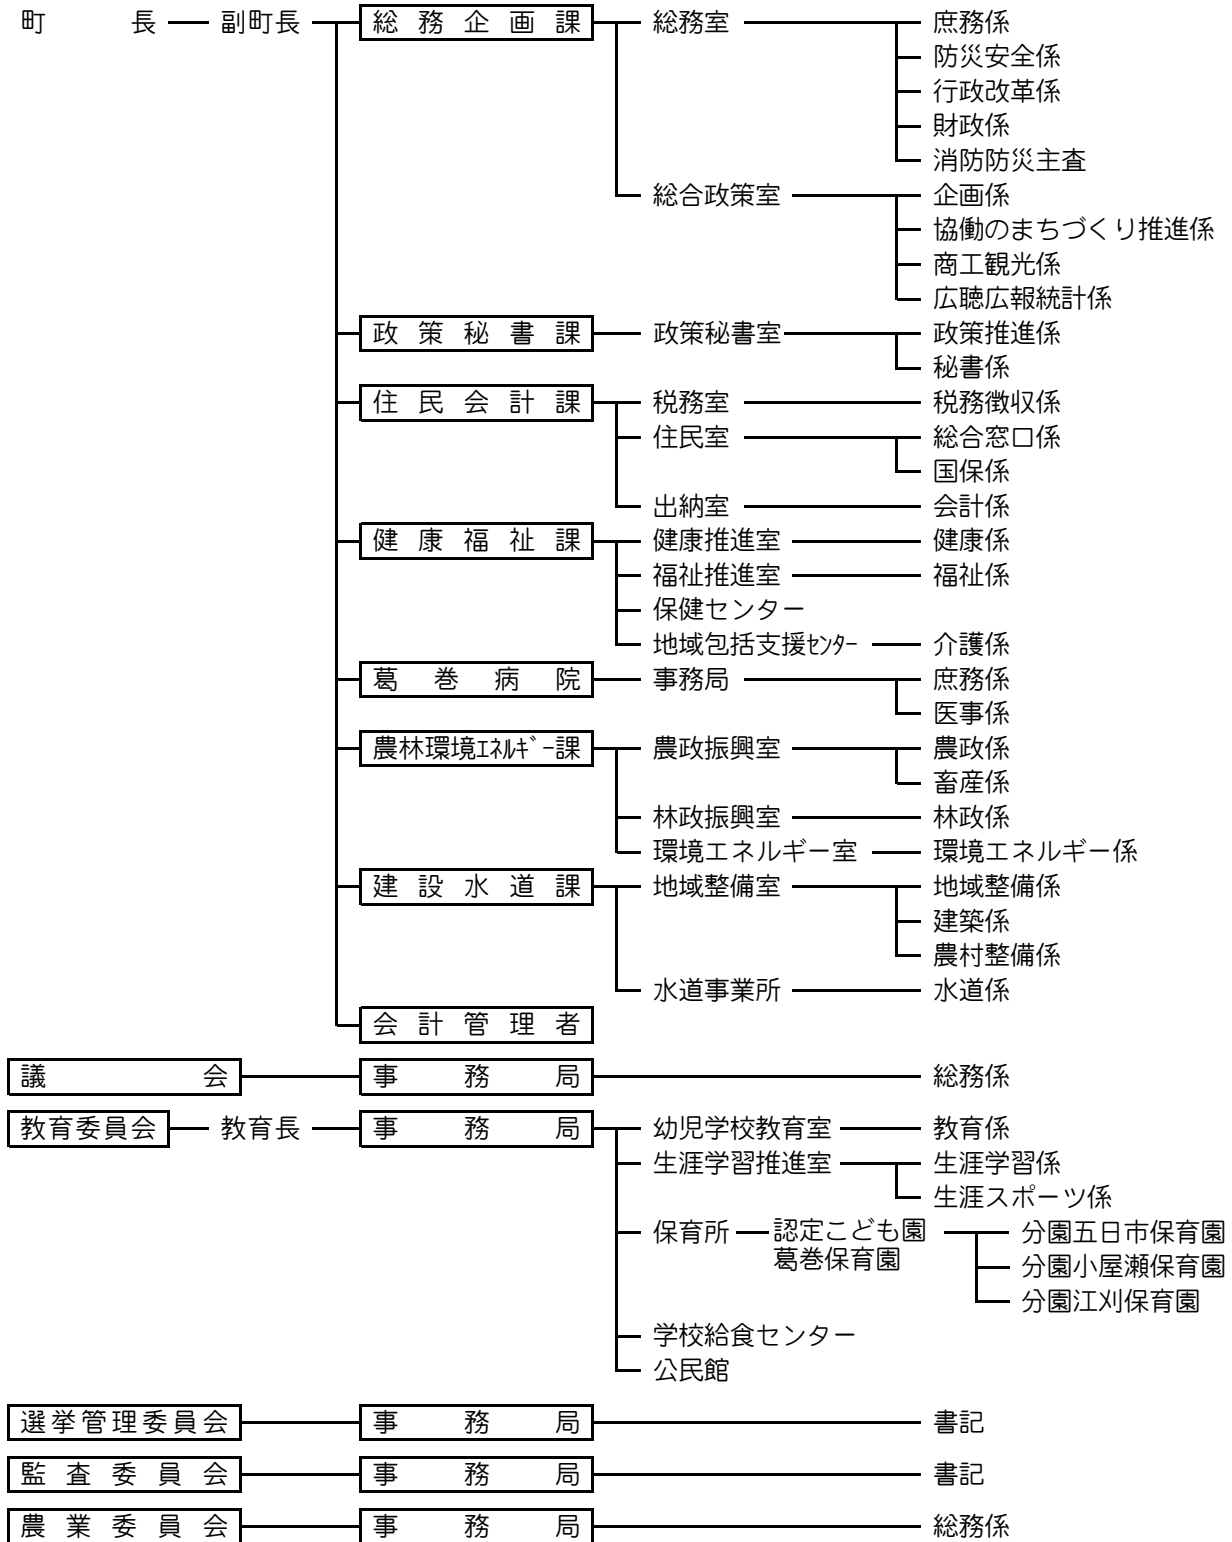 町長 副町長 総務企画課 総務室 庶務係
防災安全係
行政改革係
財政係
消防防災主査
総合政策室 企画係
協働のまちづくり推進係
商工観光係
広聴広報統計係
政策秘書課 政策秘書室 政策推進係
秘書係
住民会計課 税務室 税務徴収係
住民室 総合窓口係
国保係
出納室 会計係
健康福祉課 健康推進室 健康係
福祉推進室 福祉係
保健センター
地域包括支援ｾﾝﾀｰ 介護係
葛巻病院 事務局 庶務係
医事係
農林環境ｴﾈﾙｷﾞｰ課 農政振興室 農政係
畜産係
林政振興室 林政係
環境エネルギー室 環境エネルギー係
建設水道課 地域整備室 地域整備係
建築係
農村整備係
水道事業所 水道係
会計管理者
議会 事務局 総務係
教育委員会 教育長 事務局 幼児学校教育室 教育係
生涯学習推進室 生涯学習係
生涯スポーツ係
保育所 認定こども園 分園五日市保育園
葛巻保育園
分園小屋瀬保育園
分園江刈保育園
学校給食センター
公民館
選挙管理委員会 事務局 書記
監査委員会 事務局 書記
農業委員会 事務局 総務係